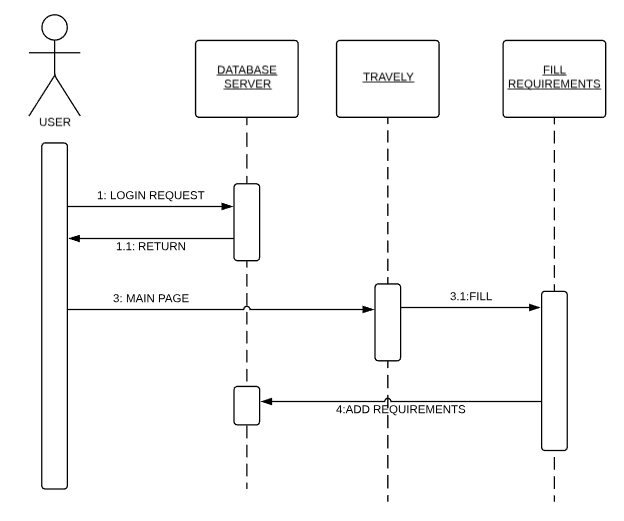 DATABASE
SERVER
TRAVELY
FILL
REQUIREMENTS
USER
1: LOGIN REQUEST
1.1: RETURN
3: MAIN PAGE
3.1:FILL
4:ADD REQUIREMENTS